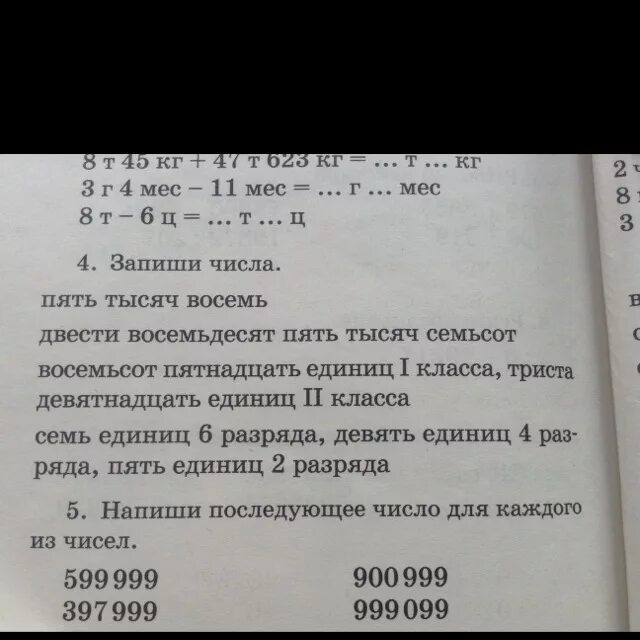 8 т 45 кг + 47 т 623 кг = ... т ... кг
3 г 4 мес – 11 мес = ... г ... мес
8 т – 6 ц = ... т ... ц
4. Запиши числа.
пять тысяч восемь
двести восемьдесят пять тысяч семьсот
восемьсот пятнадцать единиц I класса, триста
девятнадцать единиц II класса
семь единиц 6 разряда, девять единиц 4 раз-
ряда, пять единиц 2 разряда
5. Напиши последующее число для каждого
из чисел.
599 999 900 999
397 999 999 099
2 ч
8
3